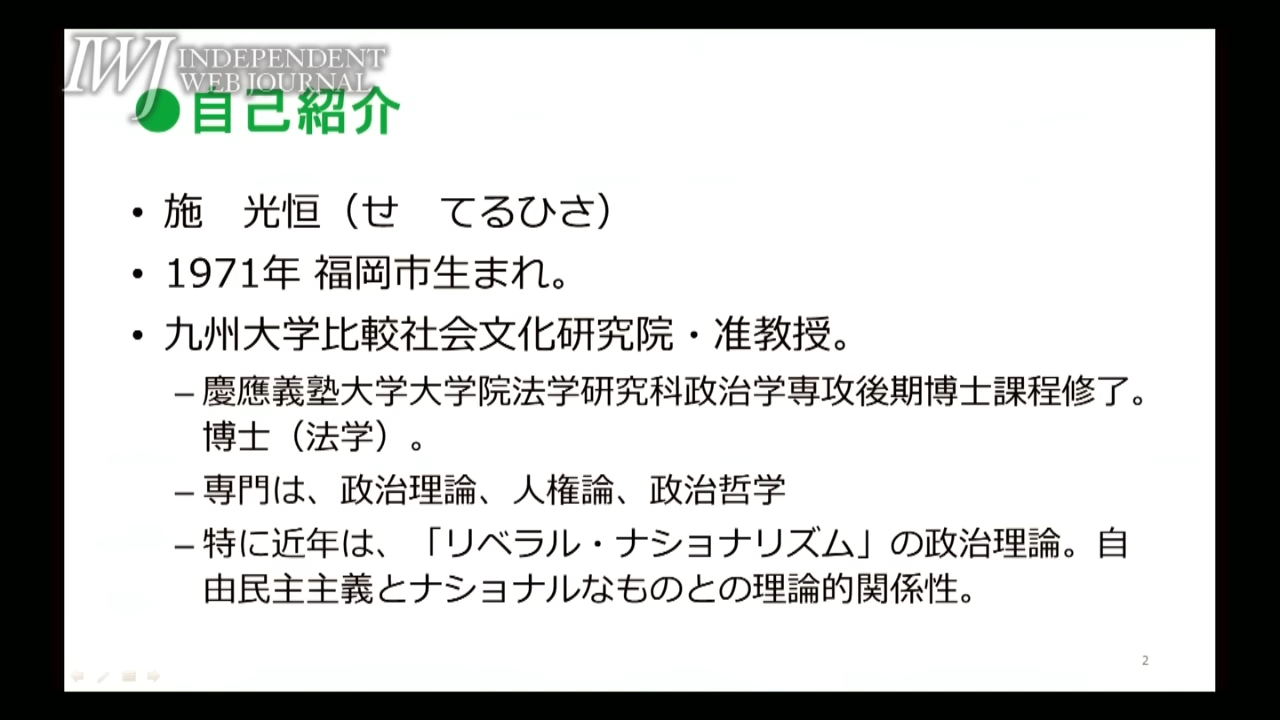 IWJ INDEPENDENT
WEB JOURNAL
●自己紹介
• 施　光恒（せ　てるひさ）
• 1971年 福岡市生まれ。
• 九州大学比較社会文化研究院・准教授。
– 慶應義塾大学大学院法学研究科政治学専攻後期博士課程修了。
博士（法学）。
– 専門は、政治理論、人権論、政治哲学
– 特に近年は、「リベラル・ナショナリズム」の政治理論。自
由民主主義とナショナルなものとの理論的関係性。
2